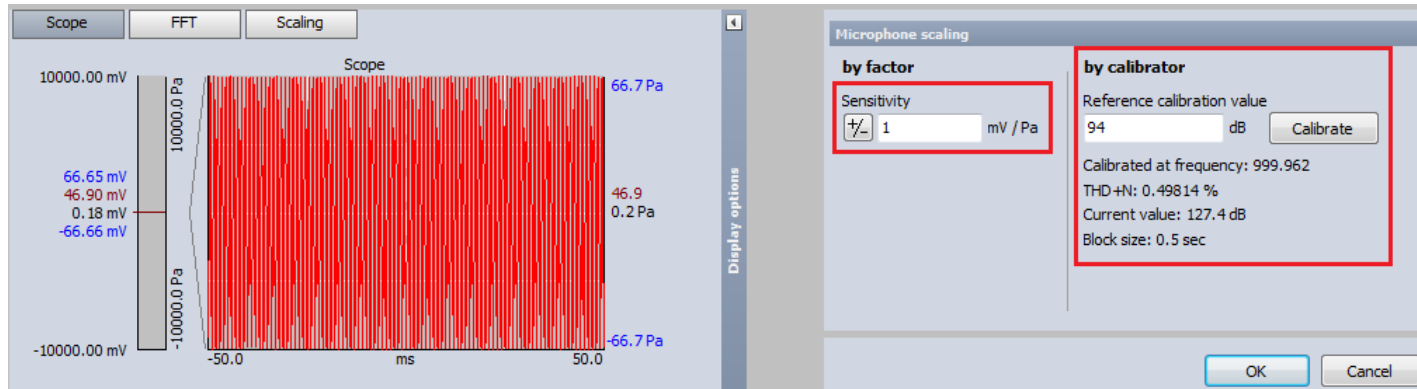 Scope FFT Scaling
Scope
10000.00 mV
10000.0 Pa
66.7 Pa
66.65 mV
46.90 mV
0.18 mV
-66.66 mV
46.9
0.2 Pa
-10000.0 Pa
-10000.00 mV
-66.7 Pa
-50.0 ms 50.0
Display options
Microphone scaling
by factor
Sensitivity
+/- 1 mV / Pa
by calibrator
Reference calibration value
94 dB Calibrate
Calibrated at frequency: 999.962
THD+N: 0.49814 %
Current value: 127.4 dB
Block size: 0.5 sec
OK Cancel